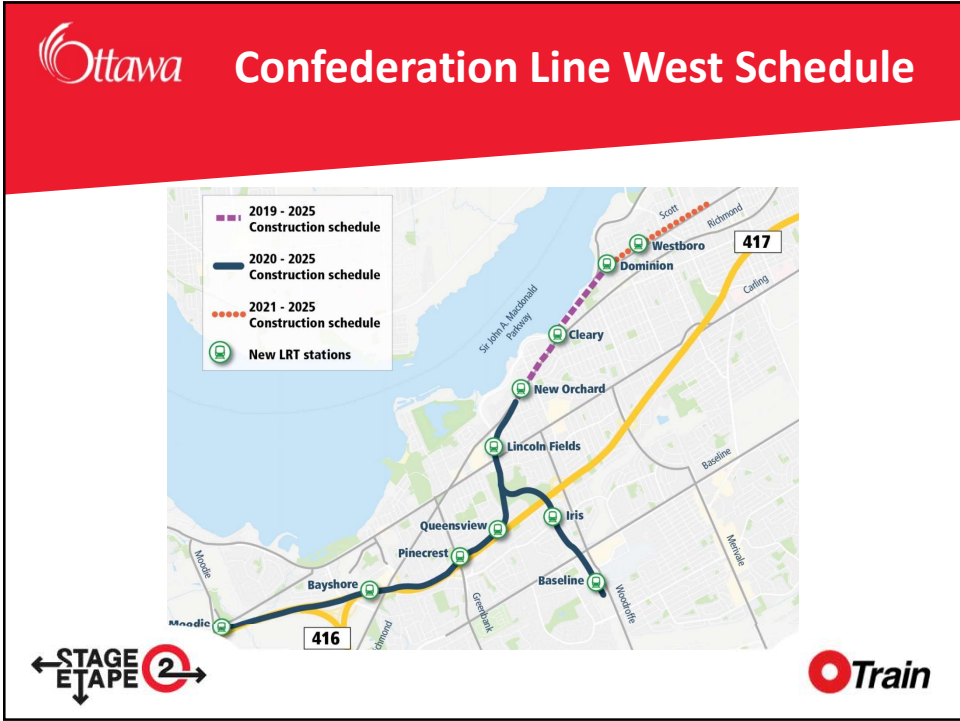 Ottawa
Confederation Line West Schedule
2019 - 2025
Construction schedule
2020 - 2025
Construction schedule
2021 - 2025
Construction schedule
New LRT stations
Scott
Richmond
Westboro
417
Dominion
Carling
Sir John A. Macdonald
Parkway
Cleary
New Orchard
Lincoln Fields
Baseline
Iris
Queensview
Pinecrest
Merivale
Moodie
Bayshore
Baseline
Woodroffe
Greenbank
Moodie
416
chmond
STAGE
ETAPE
2
O Train